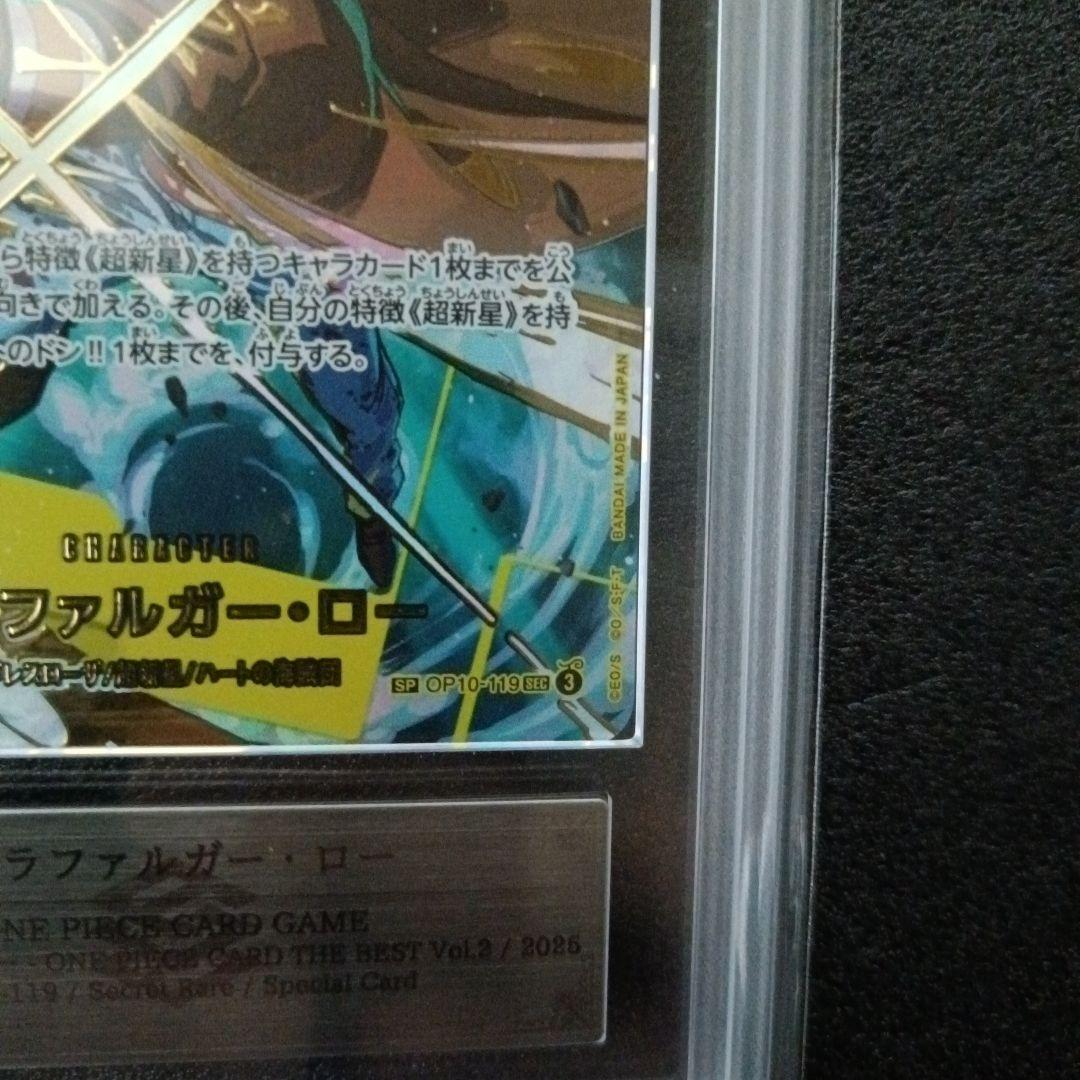 ら特徴《超新星》を持つキャラカード1枚までを公
向きで加える。その後、自分の特徴《超新星》を持
のドン!!1枚までを、付与する。
BANDAI MADE IN JAPAN
©E.O/S. ©O./S.F.T
CHARACTER
ファルガー・ロー
レスローザ/超新星/ハートの海賊団
SP OP10-119 SEC 3
ラファルガー・ロー
NE PIECE CARD GAME
- ONE PIECE CARD THE BEST Vol.2 / 2025
-119 / Secret Rare / Special Card